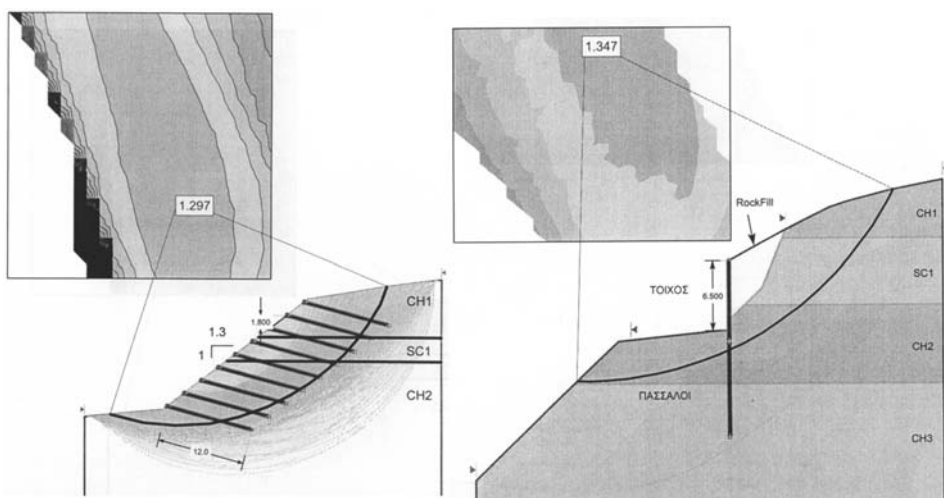 1.297
CH1
1.800
1.3
1
SC1
CH2
12.0
1.347
RockFill
CH1
ΤΟΙΧΟΣ
6.500
SC1
CH2
ΠΑΣΣΑΛΟΙ
CH3